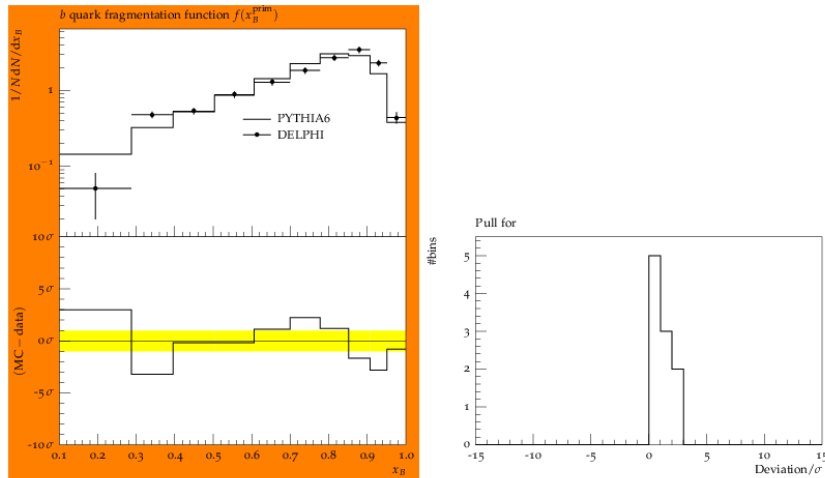 b quark fragmentation function f(x_B^prim)
1/N dN/dx_B
1
10⁻¹
PYTHIA6
DELPHI
(MC − data)
10σ
5σ
0σ
-5σ
-10σ
0.1 0.2 0.3 0.4 0.5 0.6 0.7 0.8 0.9 1.0
x_B
Pull for
#bins
5
4
3
2
1
0
-15 -10 -5 0 5 10 15
Deviation/σ